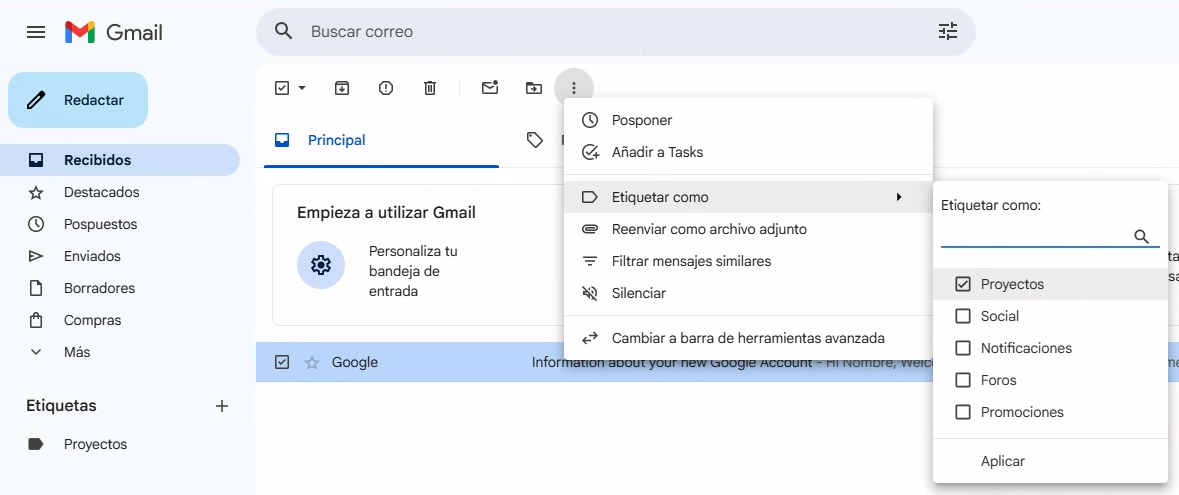 Gmail
Buscar correo
Redactar
Recibidos
Destacados
Pospuestos
Enviados
Borradores
Compras
Más
Etiquetas
Proyectos
Principal
Empieza a utilizar Gmail
Personaliza tu
bandeja de
entrada
Google
Information about your new Google Account - Hi Nombre,
Posponer
Añadir a Tasks
Etiquetar como
Reenviar como archivo adjunto
Filtrar mensajes similares
Silenciar
Cambiar a barra de herramientas avanzada
Etiquetar como:
Proyectos
Social
Notificaciones
Foros
Promociones
Aplicar